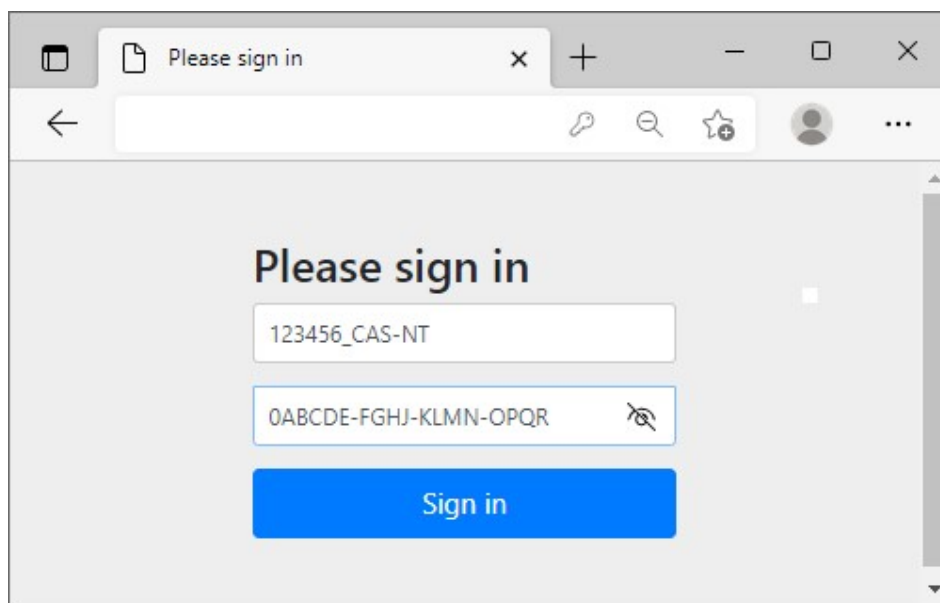 Please sign in
Please sign in
123456_CAS-NT
0ABCDE-FGHJ-KLMN-OPQR
Sign in